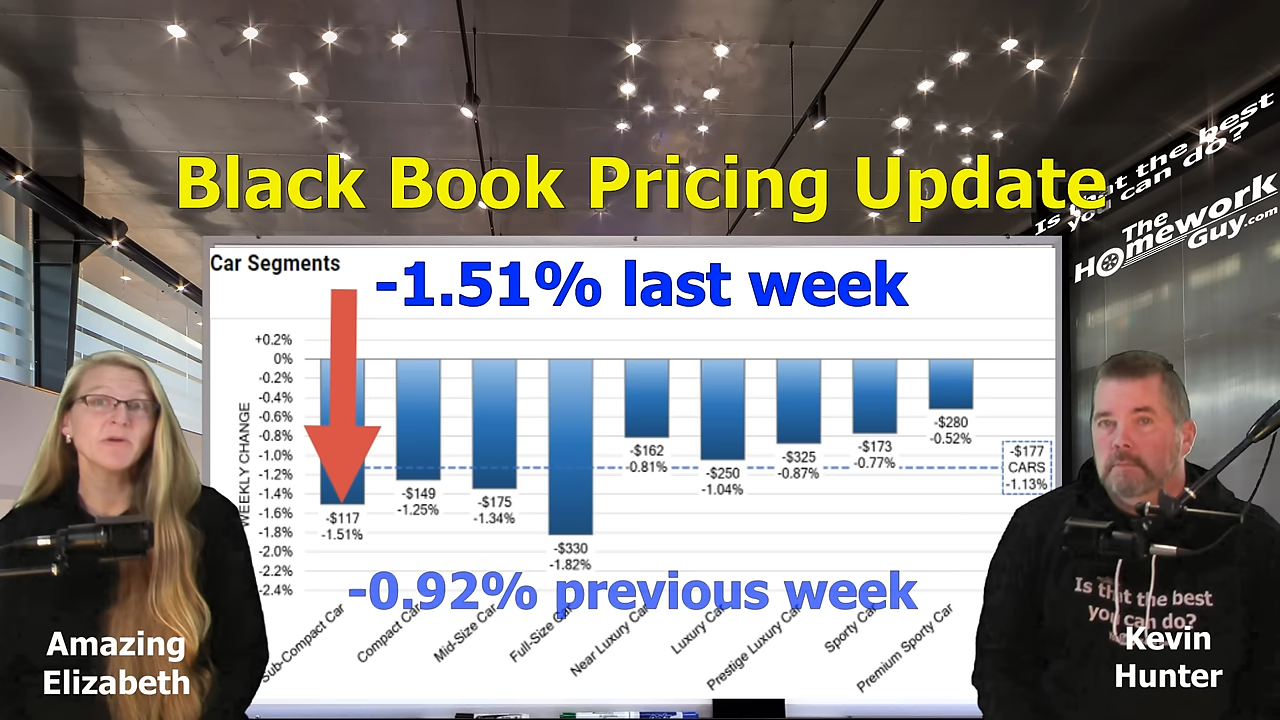 Black Book Pricing Update
Is that the best
you can do?
The
Homework
Guy.com
Car Segments
-1.51% last week
WEEKLY CHANGE
+0.2%
0%
-0.2%
-0.4%
-0.6%
-0.8%
-1.0%
-1.2%
-1.4%
-1.6%
-1.8%
-2.0%
-2.2%
-2.4%
-$117
-1.51%
-$149
-1.25%
-$175
-1.34%
-$330
-1.82%
-$162
-0.81%
-$250
-1.04%
-$325
-0.87%
-$173
-0.77%
-$280
-0.52%
-$177
CARS
-1.13%
-0.92% previous week
Sub-Compact Car
Compact Car
Mid-Size Car
Full-Size Car
Near Luxury Car
Luxury Car
Prestige Luxury Car
Sporty Car
Premium Sporty Car
Amazing
Elizabeth
Is that the best
you can do?
Kevin
Hunter